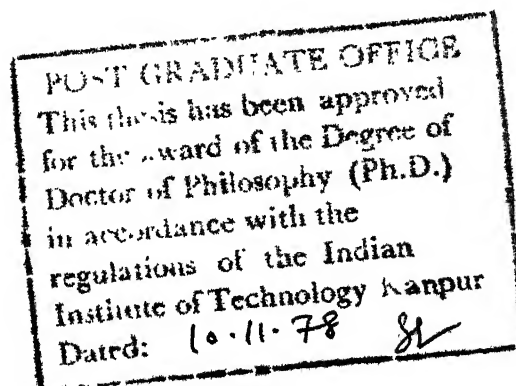 POST GRADUATE OFFICE
This thesis has been approved
for the award of the Degree of
Doctor of Philosophy (Ph.D.)
in accordance with the
regulations of the Indian
Institute of Technology Kanpur
Dated: 10.11.78